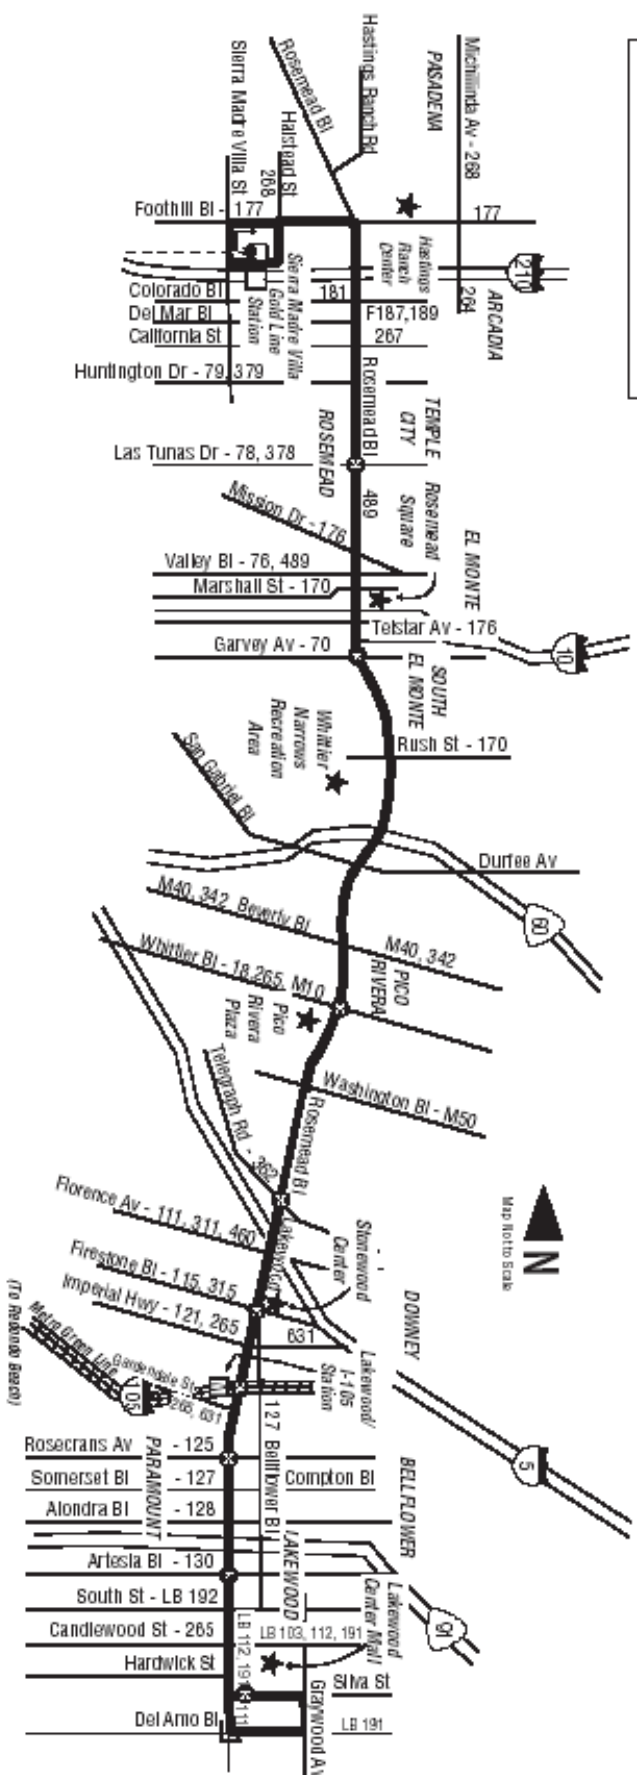 Michillinda Av - 268
PASADENA
Hastings Ranch Rd
Rosemead Bl
Sierra Madre Villa St
Halstead St
268
Foothill Bl - 177
177
Hastings
Ranch
Center
210
ARCADIA
264
Sierra Madre Villa
Gold Line
Station
Colorado Bl
181
Del Mar Bl
F187,189
California St
267
Huntington Dr - 79, 379
Rosemead Bl
TEMPLE
CITY
ROSEMEAD
Las Tunas Dr - 78, 378
489
Rosemead
Square
Mission Dr - 176
EL MONTE
Valley Bl - 76, 489
Marshall St - 170
Telstar Av - 176
10
Garvey Av - 70
SOUTH
EL MONTE
Rush St - 170
Whittier
Narrows
Recreation
Area
San Gabriel Bl
Durfee Av
60
M40, 342 Beverly Bl
M40, 342
Whittier Bl - 18,265, M10
PICO
RIVERA
Pico
Rivera
Plaza
Washington Bl - M50
Telegraph Rd - 362
Rosemead Bl
N
Map Not to Scale
Florence Av - 111, 311, 460
Lakewood
Stonewood
Center
Firestone Bl - 115, 315
DOWNEY
Imperial Hwy - 121, 265
631
Metro Green Line
(To Redondo Beach)
105
Gardendale St
265, 631
Lakewood/
I-105
Station
5
127 Bellflower Bl
Rosecrans Av - 125
PARAMOUNT
BELLFLOWER
Somerset Bl - 127
Compton Bl
Alondra Bl - 128
LAKEWOOD
Artesia Bl - 130
91
South St - LB 192
Lakewood
Center Mall
Candlewood St - 265
LB 103, 112, 191
LB 112, 191
Hardwick St
Silva St
111
Graywood Av
Del Amo Bl
LB 191